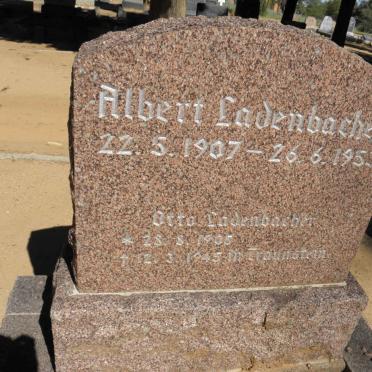 Albert Ladenbache
22. 5. 1907 – 26. 6. 195
Otto Ladenbacher
* 28. 8. 1905
† 12. 3. 1945 in Traunstein